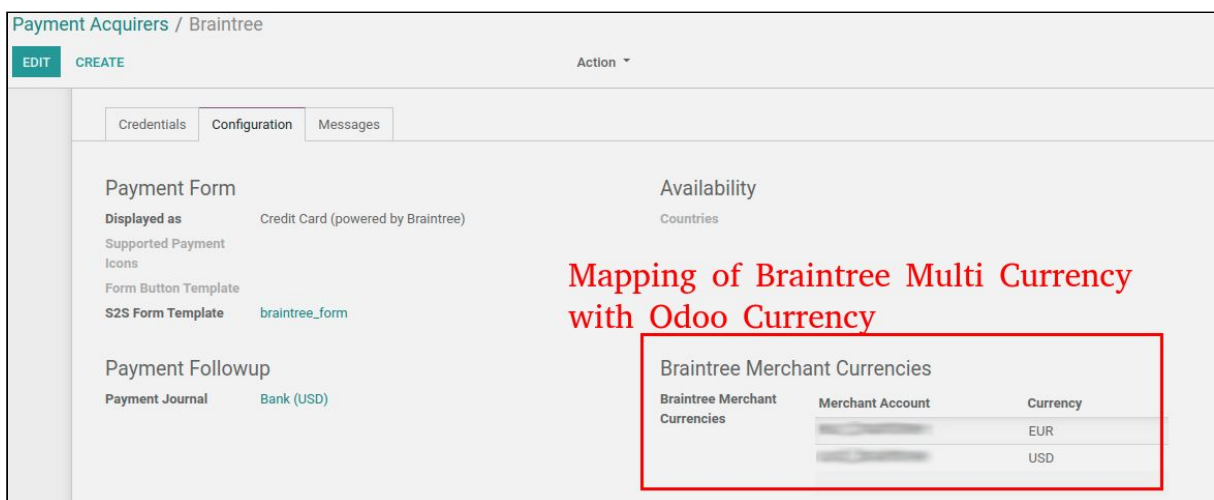 Payment Acquirers / Braintree
EDIT CREATE Action
Credentials Configuration Messages
Payment Form
Displayed as Credit Card (powered by Braintree)
Supported Payment
Icons
Form Button Template
S2S Form Template braintree_form
Availability
Countries
Mapping of Braintree Multi Currency
with Odoo Currency
Payment Followup
Payment Journal Bank (USD)
Braintree Merchant Currencies
Braintree Merchant
Currencies
Merchant Account Currency
EUR
USD